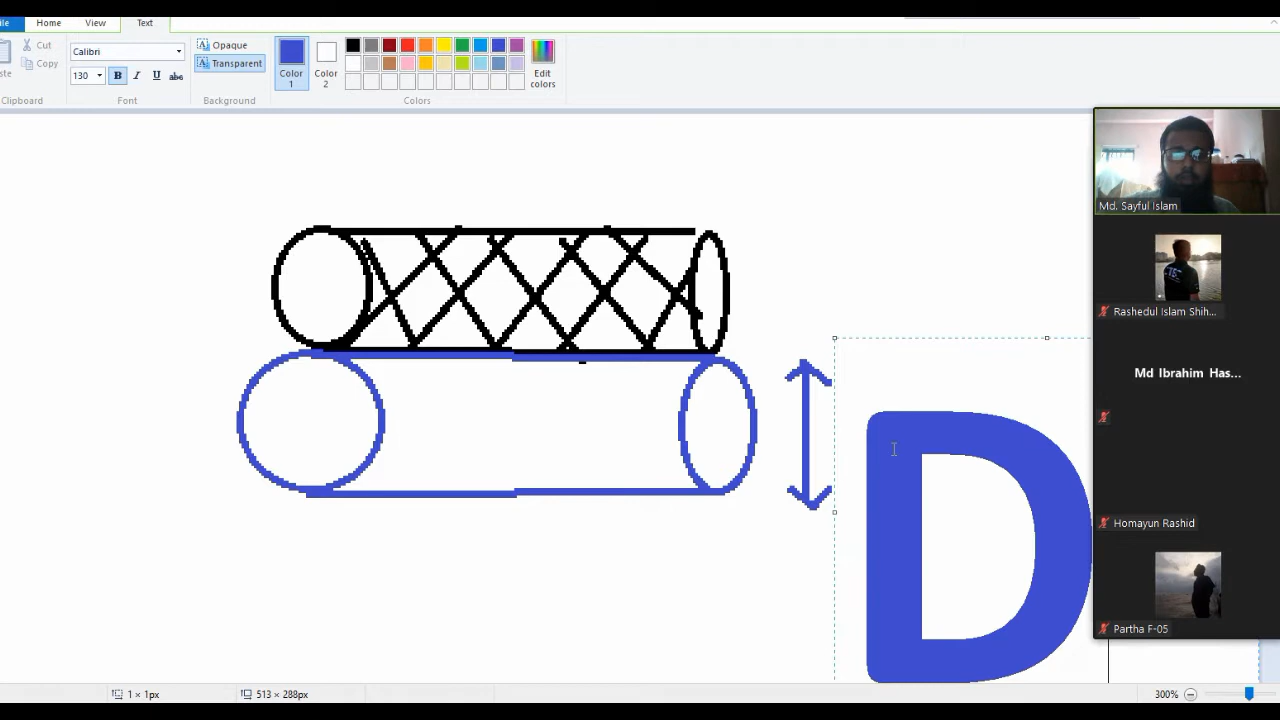 File Home View Text
Cut
Copy
Paste
Clipboard
Calibri
130 B I U abc
Font
Opaque
Transparent
Background
Color 1
Color 2
Edit colors
Colors
Md. Sayful Islam
Rashedul Islam Shih...
Md Ibrahim Has...
Homayun Rashid
Partha F-05
D
1 × 1px
513 × 288px
300%